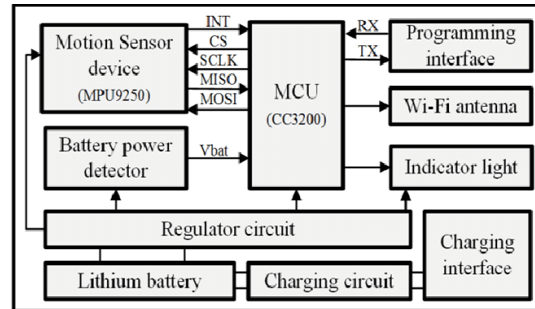 INT
Motion Sensor
device
(MPU9250)
CS
SCLK
MISO
MOSI
MCU
(CC3200)
RX
TX
Programming
interface
Wi-Fi antenna
Battery power
detector
Vbat
Indicator light
Regulator circuit
Charging
interface
Lithium battery
Charging circuit